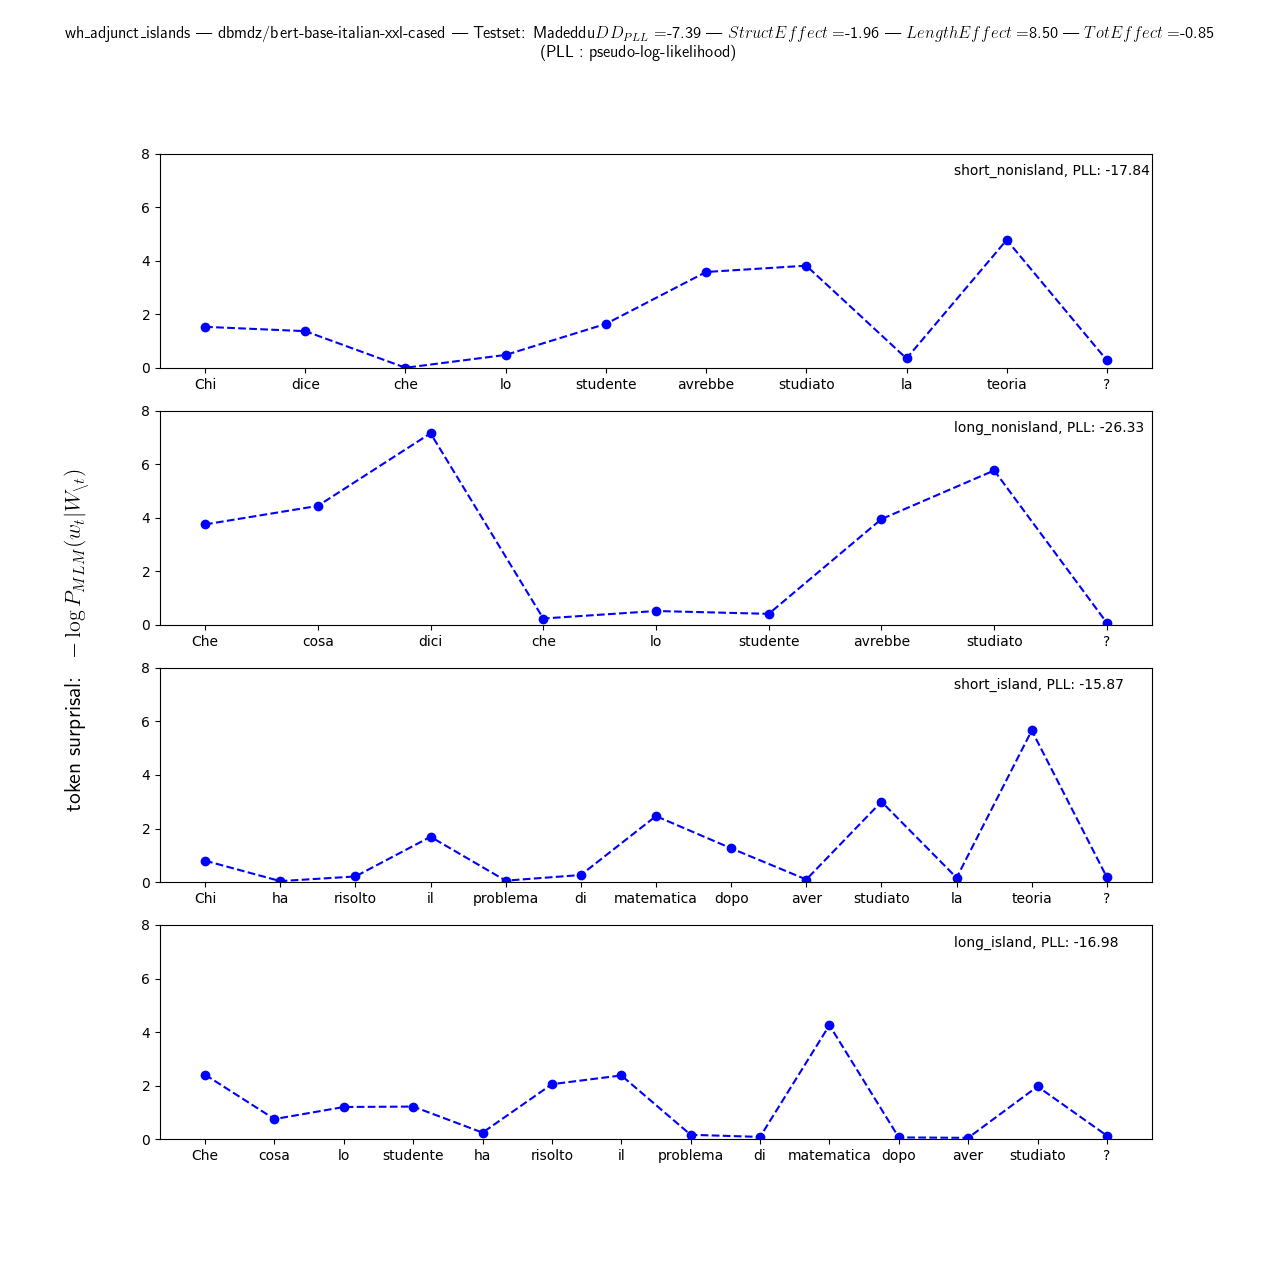 wh_adjunct_islands — dbmdz/bert-base-italian-xxl-cased — Testset: Madeddu DD_PLL =-7.39 — StructEffect =-1.96 — LengthEffect =8.50 — TotEffect =-0.85
(PLL : pseudo-log-likelihood)
token surprisal: − log P_MLM(w_t|W_\t)
8
short_nonisland, PLL: -17.84
6
4
2
0
Chi dice che lo studente avrebbe studiato la teoria ?
8
long_nonisland, PLL: -26.33
6
4
2
0
Che cosa dici che lo studente avrebbe studiato ?
8
short_island, PLL: -15.87
6
4
2
0
Chi ha risolto il problema di matematica dopo aver studiato la teoria ?
8
long_island, PLL: -16.98
6
4
2
0
Che cosa lo studente ha risolto il problema di matematica dopo aver studiato ?